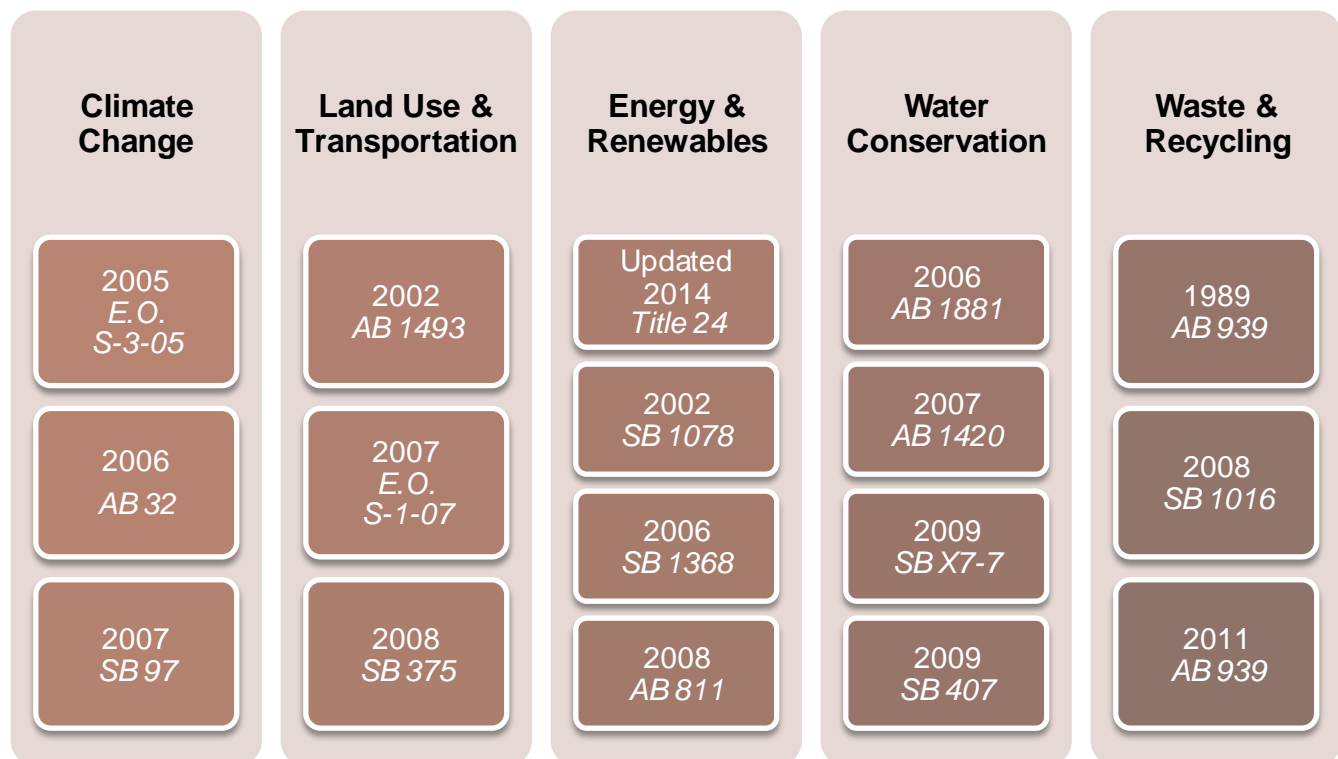 Climate
Change
2005
E.O.
S-3-05
2006
AB 32
2007
SB 97
Land Use &
Transportation
2002
AB 1493
2007
E.O.
S-1-07
2008
SB 375
Energy &
Renewables
Updated
2014
Title 24
2002
SB 1078
2006
SB 1368
2008
AB 811
Water
Conservation
2006
AB 1881
2007
AB 1420
2009
SB X7-7
2009
SB 407
Waste &
Recycling
1989
AB 939
2008
SB 1016
2011
AB 939